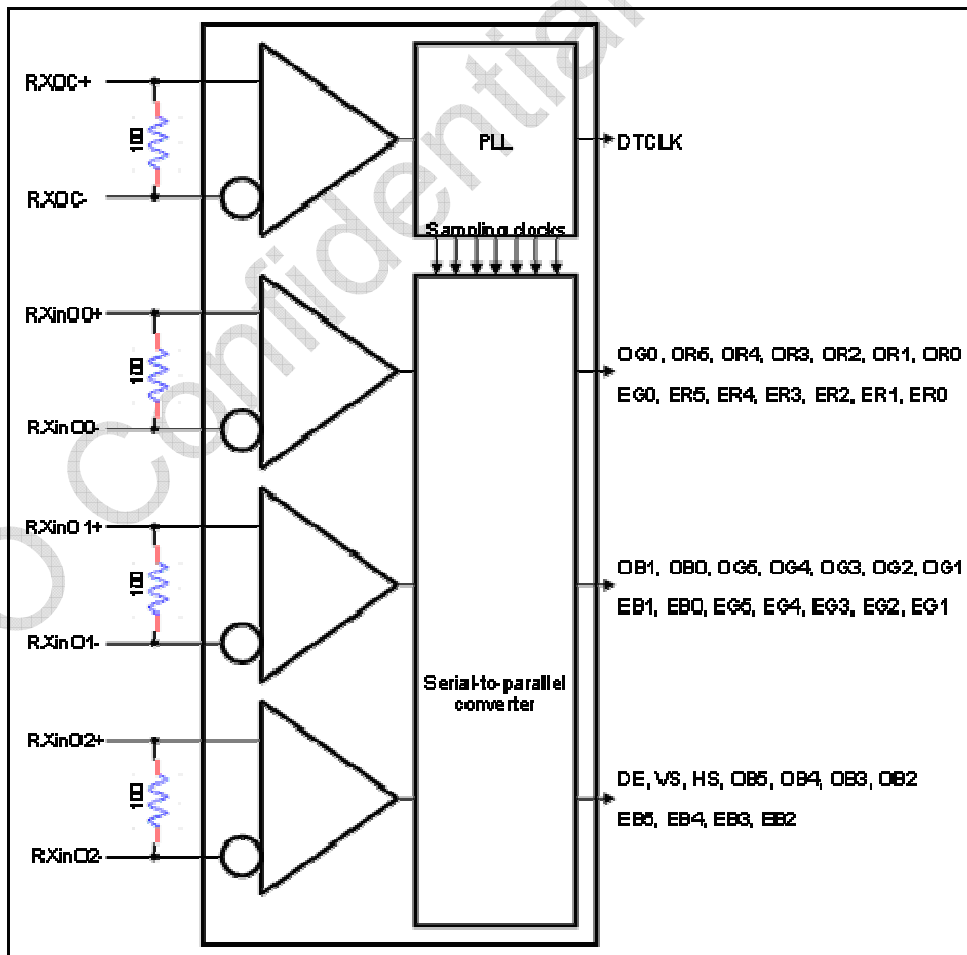 RXOC+
100
RXOC-
PLL
DTCLK
Sampling clocks
RXinO0+
100
RXinO0-
OG0, OR5, OR4, OR3, OR2, OR1, OR0
EG0, ER5, ER4, ER3, ER2, ER1, ER0
RXinO1+
100
RXinO1-
OB1, OB0, OG5, OG4, OG3, OG2, OG1
EB1, EB0, EG5, EG4, EG3, EG2, EG1
Serial-to-parallel
converter
RXinO2+
100
RXinO2-
DE, VS, HS, OB5, OB4, OB3, OB2
EB5, EB4, EB3, EB2
O Confidential